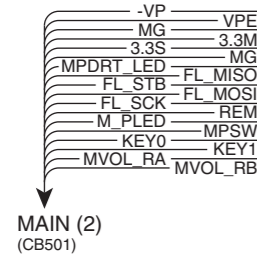 -VP
VPE
MG
3.3M
3.3S
MG
MPDRT_LED
FL_MISO
FL_STB
FL_MOSI
FL_SCK
REM
M_PLED
MPSW
KEY0
KEY1
MVOL_RA
MVOL_RB
MAIN (2)
(CB501)